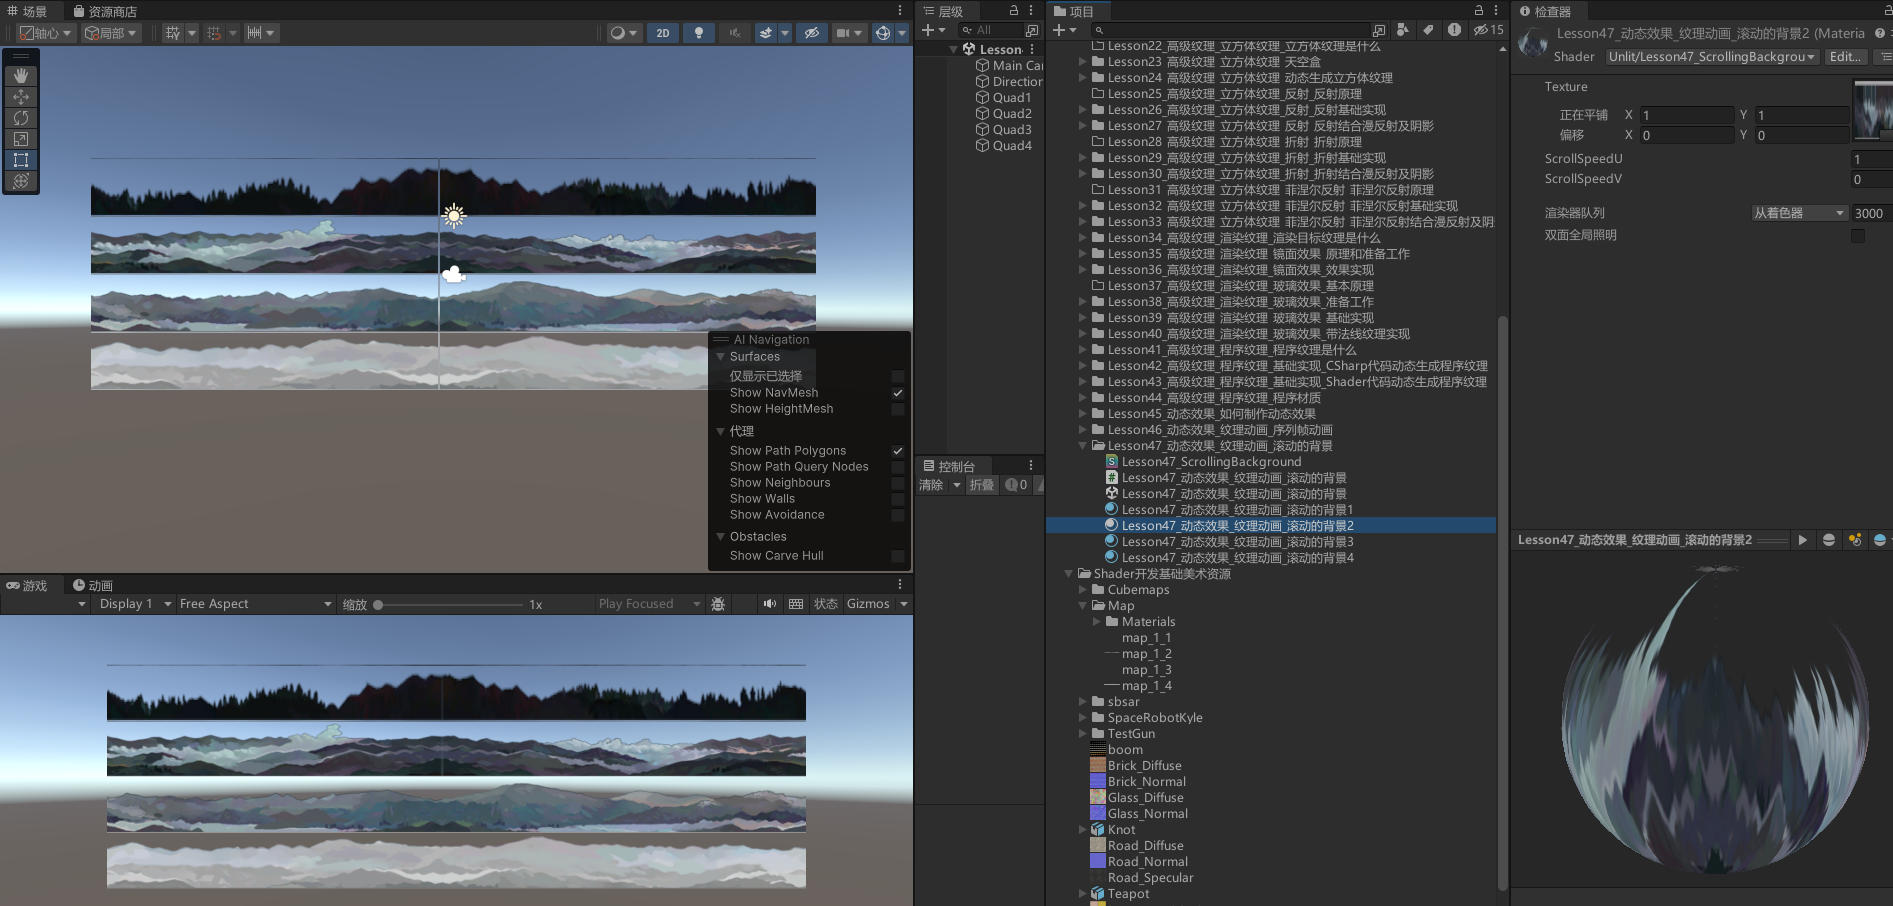 场景
资源商店
轴心
局部
2D
AI Navigation
Surfaces
仅显示已选择
Show NavMesh
Show HeightMesh
代理
Show Path Polygons
Show Path Query Nodes
Show Neighbours
Show Walls
Show Avoidance
Obstacles
Show Carve Hull
游戏
动画
Display 1
Free Aspect
缩放
1x
Play Focused
状态
Gizmos
层级
All
Lesson
Main Ca
Direction
Quad1
Quad2
Quad3
Quad4
控制台
清除
折叠
0
项目
15
Lesson22_高级纹理_立方体纹理_立方体纹理是什么
Lesson23_高级纹理_立方体纹理_天空盒
Lesson24_高级纹理_立方体纹理_动态生成立方体纹理
Lesson25_高级纹理_立方体纹理_反射_反射原理
Lesson26_高级纹理_立方体纹理_反射_反射基础实现
Lesson27_高级纹理_立方体纹理_反射_反射结合漫反射及阴影
Lesson28_高级纹理_立方体纹理_折射_折射原理
Lesson29_高级纹理_立方体纹理_折射_折射基础实现
Lesson30_高级纹理_立方体纹理_折射_折射结合漫反射及阴影
Lesson31_高级纹理_立方体纹理_菲涅尔反射_菲涅尔反射原理
Lesson32_高级纹理_立方体纹理_菲涅尔反射_菲涅尔反射基础实现
Lesson33_高级纹理_立方体纹理_菲涅尔反射_菲涅尔反射结合漫反射及阴
Lesson34_高级纹理_渲染纹理_渲染目标纹理是什么
Lesson35_高级纹理_渲染纹理_镜面效果_原理和准备工作
Lesson36_高级纹理_渲染纹理_镜面效果_效果实现
Lesson37_高级纹理_渲染纹理_玻璃效果_基本原理
Lesson38_高级纹理_渲染纹理_玻璃效果_准备工作
Lesson39_高级纹理_渲染纹理_玻璃效果_基础实现
Lesson40_高级纹理_渲染纹理_玻璃效果_带法线纹理实现
Lesson41_高级纹理_程序纹理_程序纹理是什么
Lesson42_高级纹理_程序纹理_基础实现_CSharp代码动态生成程序纹理
Lesson43_高级纹理_程序纹理_基础实现_Shader代码动态生成程序纹理
Lesson44_高级纹理_程序纹理_程序材质
Lesson45_动态效果_如何制作动态效果
Lesson46_动态效果_纹理动画_序列帧动画
Lesson47_动态效果_纹理动画_滚动的背景
Lesson47_ScrollingBackground
Lesson47_动态效果_纹理动画_滚动的背景
Lesson47_动态效果_纹理动画_滚动的背景
Lesson47_动态效果_纹理动画_滚动的背景1
Lesson47_动态效果_纹理动画_滚动的背景2
Lesson47_动态效果_纹理动画_滚动的背景3
Lesson47_动态效果_纹理动画_滚动的背景4
Shader开发基础美术资源
Cubemaps
Map
Materials
map_1_1
map_1_2
map_1_3
map_1_4
sbsar
SpaceRobotKyle
TestGun
boom
Brick_Diffuse
Brick_Normal
Glass_Diffuse
Glass_Normal
Knot
Road_Diffuse
Road_Normal
Road_Specular
Teapot
检查器
Lesson47_动态效果_纹理动画_滚动的背景2 (Materia
Shader Unlit/Lesson47_ScrollingBackgrou Edit...
Texture
正在平铺 X 1 Y 1
偏移 X 0 Y 0
ScrollSpeedU 1
ScrollSpeedV 0
渲染器队列 从着色器 3000
双面全局照明
Lesson47_动态效果_纹理动画_滚动的背景2